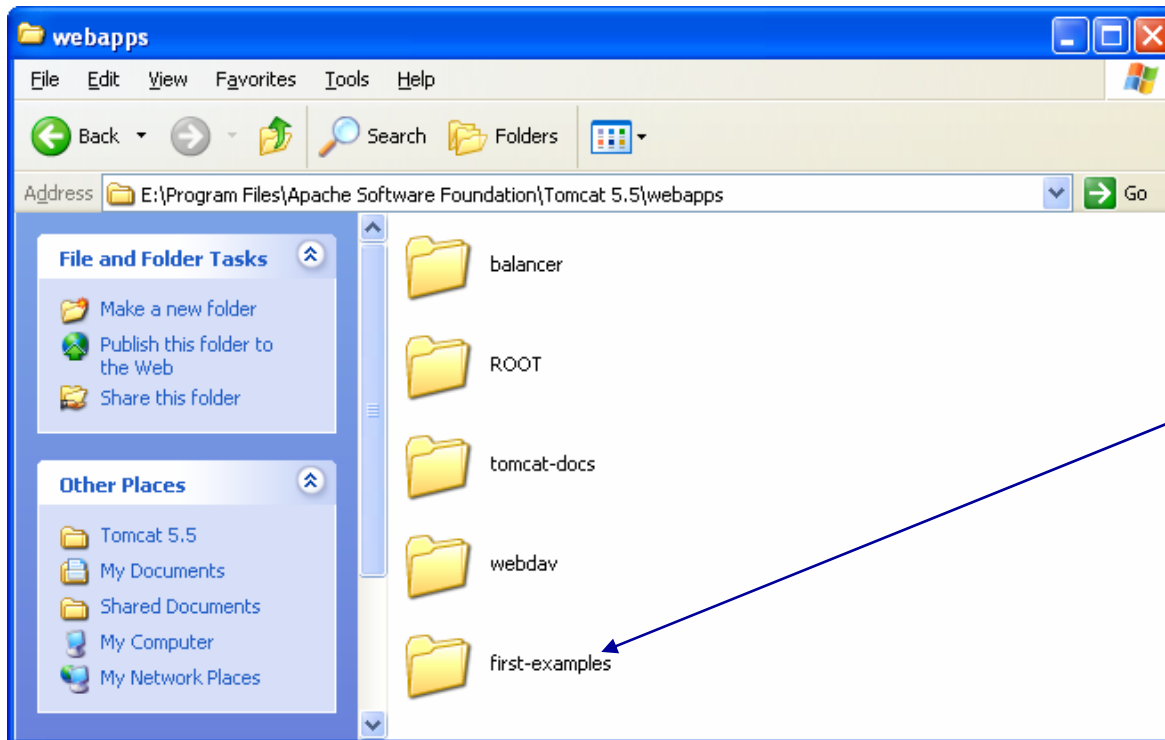 webapps
File Edit View Favorites Tools Help
Back Search Folders
Address E:\Program Files\Apache Software Foundation\Tomcat 5.5\webapps Go
File and Folder Tasks
Make a new folder
Publish this folder to
the Web
Share this folder
Other Places
Tomcat 5.5
My Documents
Shared Documents
My Computer
My Network Places
balancer
ROOT
tomcat-docs
webdav
first-examples